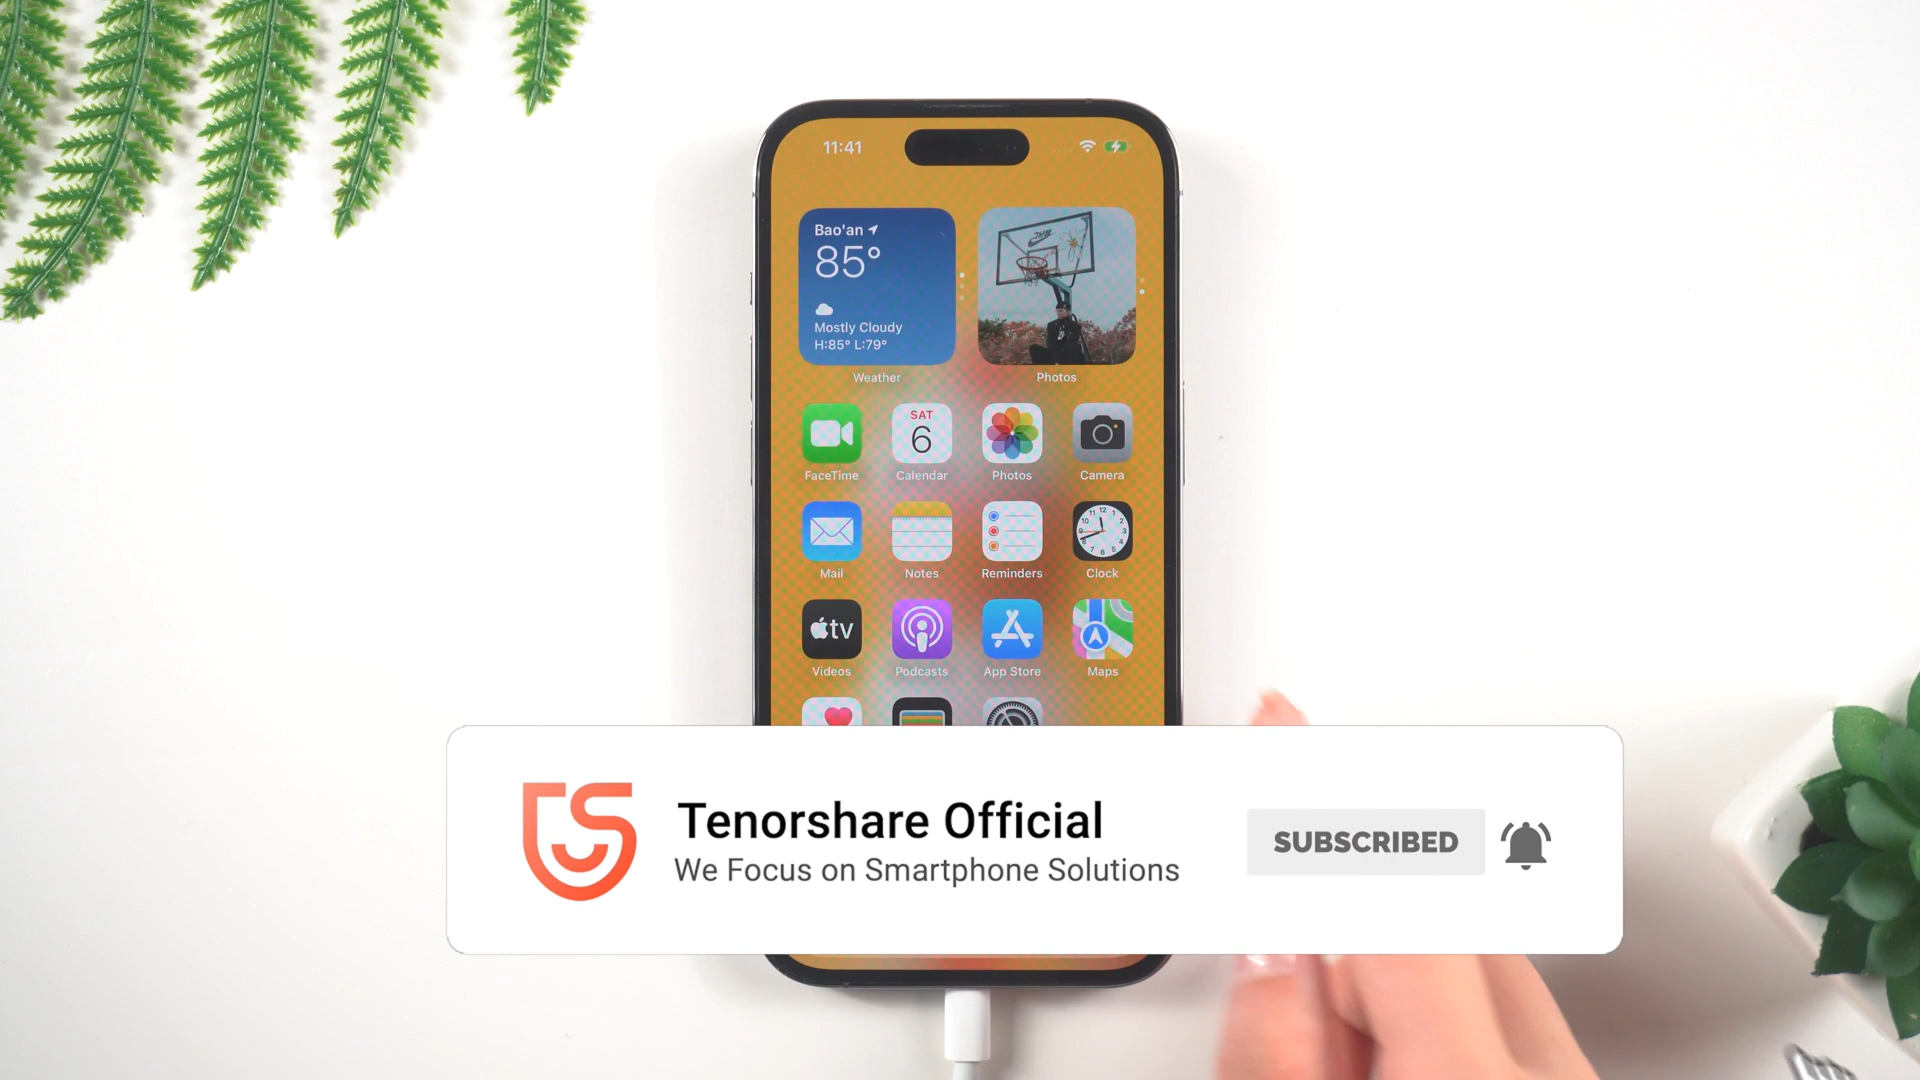 11:41
Bao'an
85°
Mostly Cloudy
H:85° L:79°
Weather
Photos
SAT
6
FaceTime
Calendar
Photos
Camera
Mail
Notes
Reminders
Clock
tv
Videos
Podcasts
App Store
Maps
Tenorshare Official
We Focus on Smartphone Solutions
SUBSCRIBED